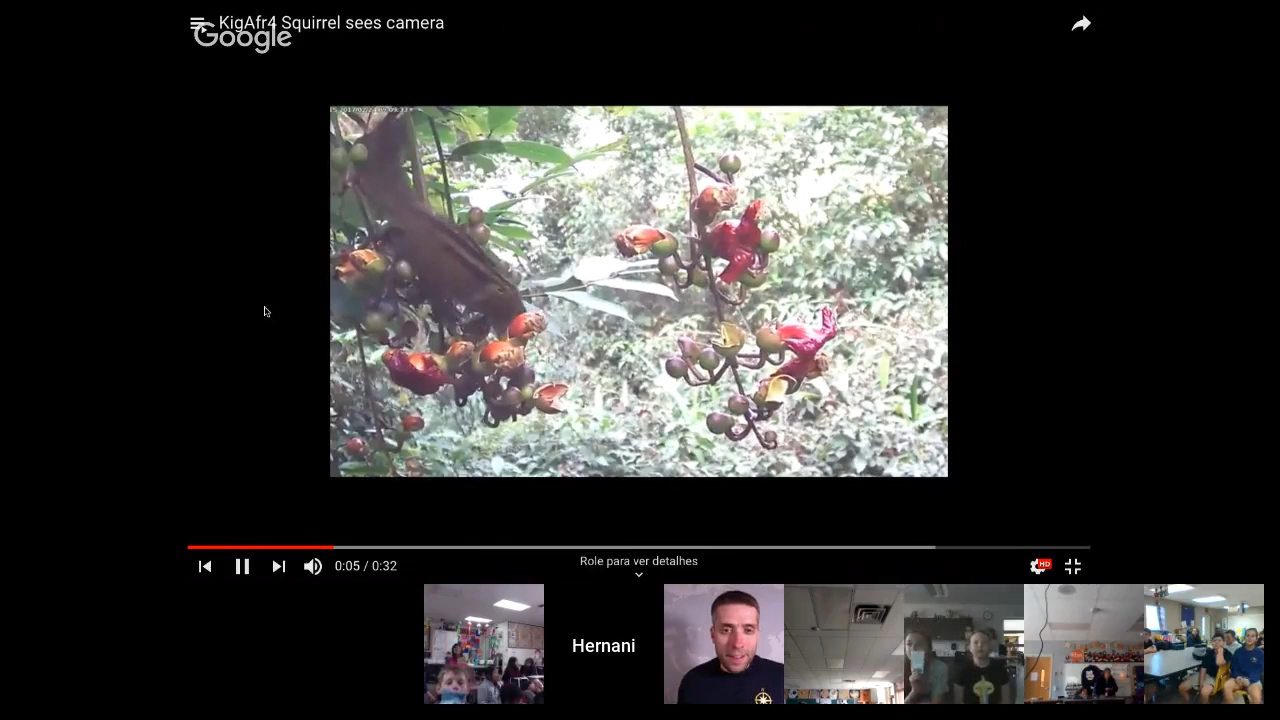 KigAfr4 Squirrel sees camera
Google
0:05 / 0:32
Role para ver detalhes
HD
Hernani